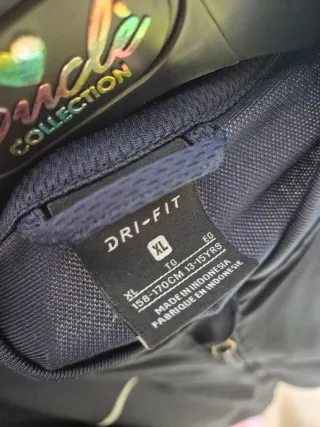 COLLECTION
DRI-FIT
XL
XL TG EG
158-170CM 13-15YRS
MADE IN INDONESIA
FABRIQUE EN INDONESIE